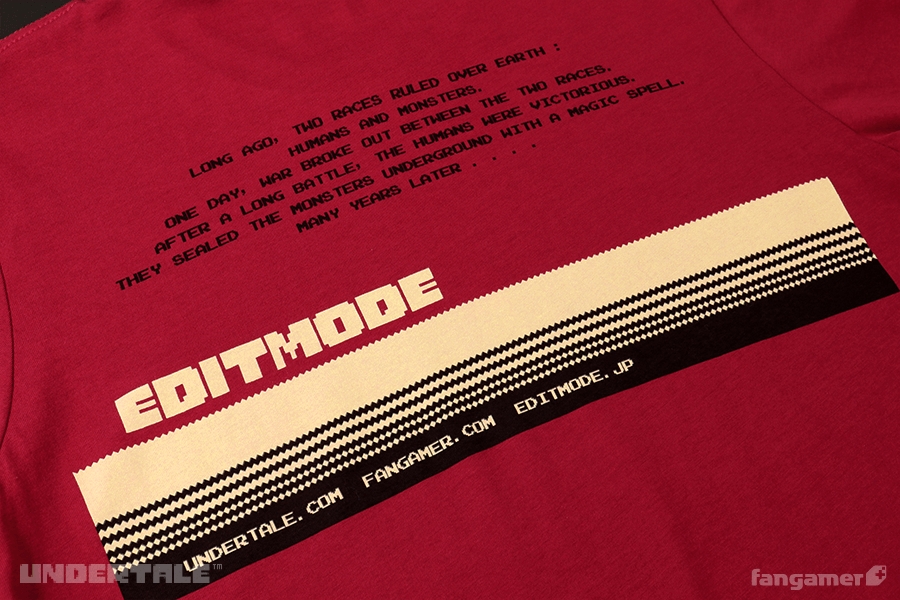 LONG AGO, TWO RACES RULED OVER EARTH :
HUMANS AND MONSTERS.
ONE DAY, WAR BROKE OUT BETWEEN THE TWO RACES.
AFTER A LONG BATTLE, THE HUMANS WERE VICTORIOUS.
THEY SEALED THE MONSTERS UNDERGROUND WITH A MAGIC SPELL.
MANY YEARS LATER . . . .
EDITMODE
UNDERTALE.COM FANGAMER.COM EDITMODE.JP
UNDERTALE™
fangamer